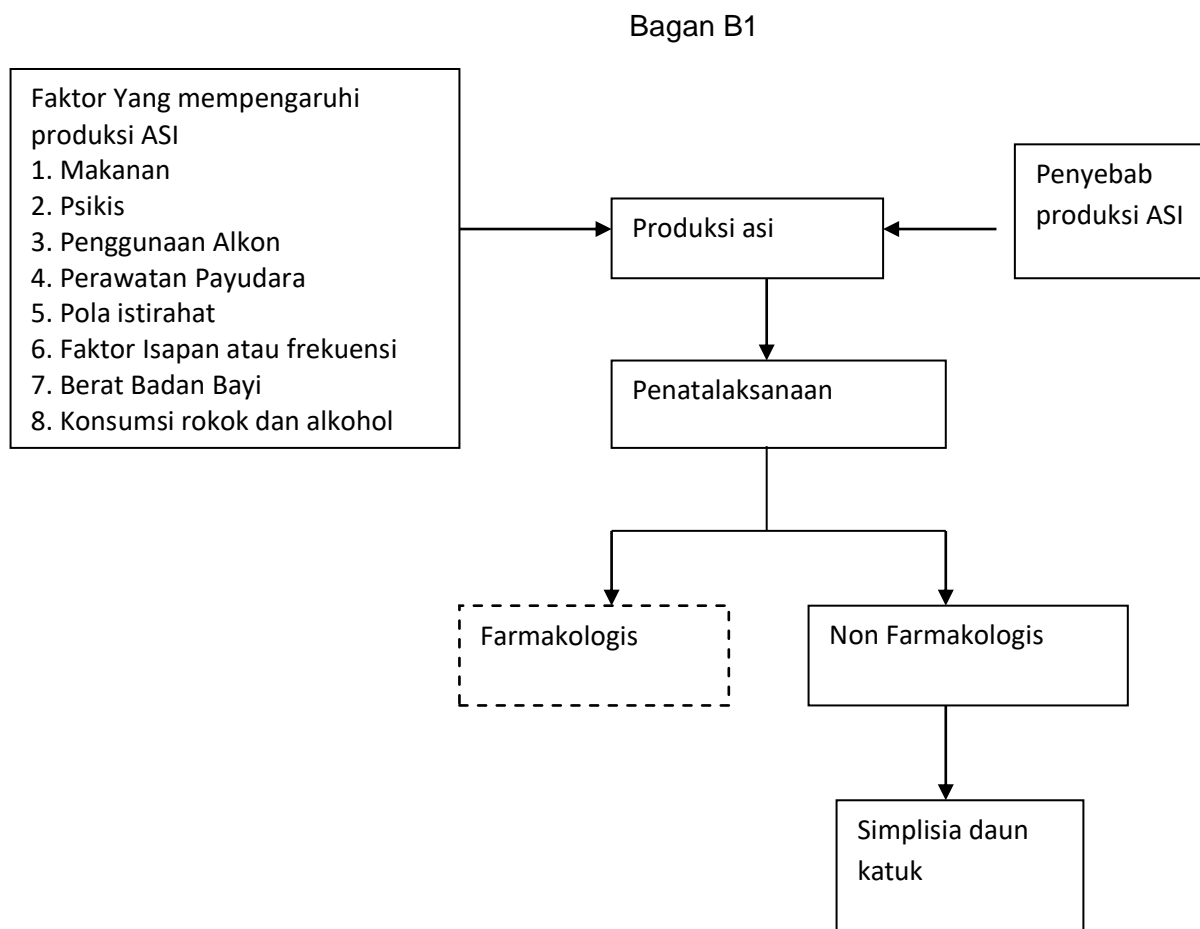 Bagan B1
Faktor Yang mempengaruhi
produksi ASI
1. Makanan
2. Psikis
3. Penggunaan Alkon
4. Perawatan Payudara
5. Pola istirahat
6. Faktor Isapan atau frekuensi
7. Berat Badan Bayi
8. Konsumsi rokok dan alkohol
Produksi asi
Penyebab
produksi ASI
Penatalaksanaan
Farmakologis
Non Farmakologis
Simplisia daun
katuk